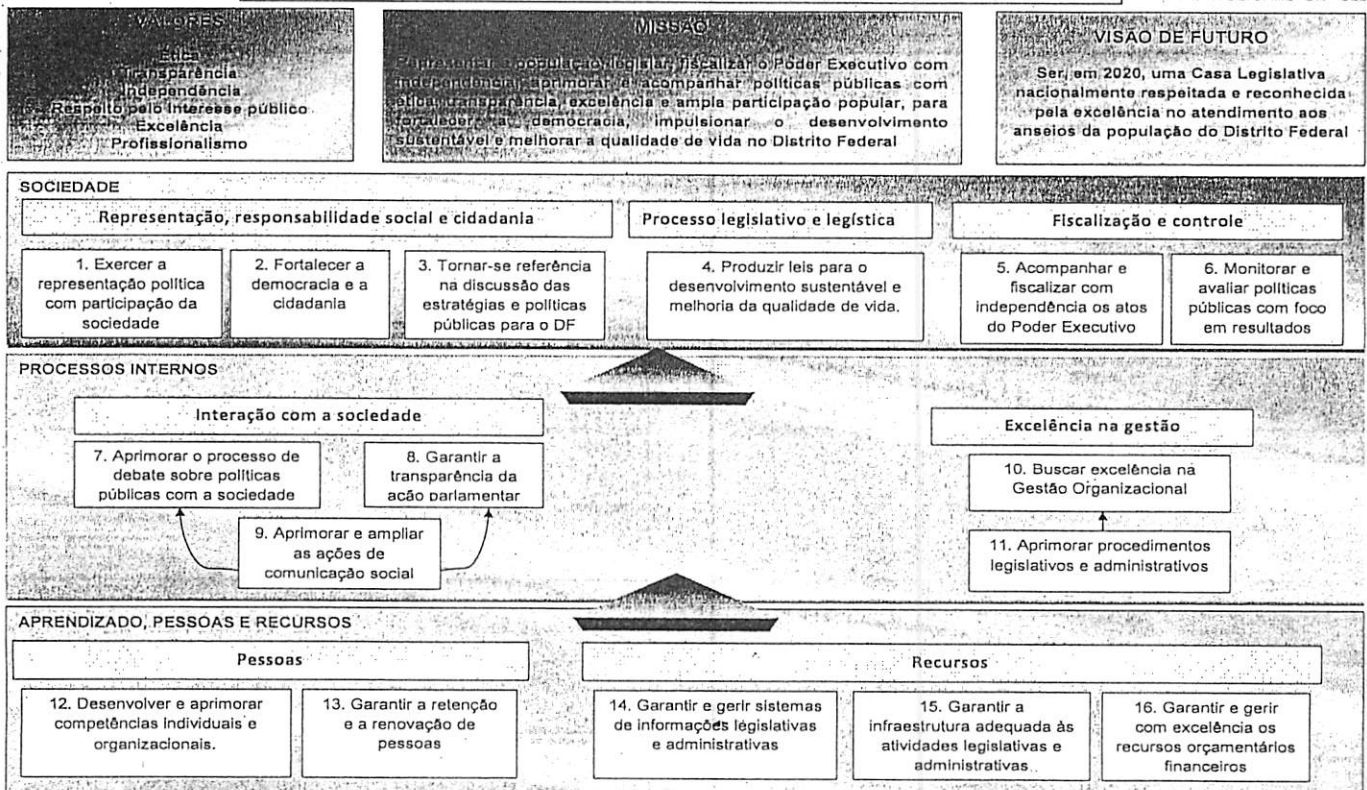 VALORES
Ética
Transparência
Independência
Respeito pelo Interesse público
Excelência
Profissionalismo
MISSÃO
Representar a população, legislar, fiscalizar o Poder Executivo com
independência, aprimorar e acompanhar políticas públicas com
ética, transparência, excelência e ampla participação popular, para
fortalecer a democracia, impulsionar o desenvolvimento
sustentável e melhorar a qualidade de vida no Distrito Federal
VISÃO DE FUTURO
Ser, em 2020, uma Casa Legislativa
nacionalmente respeitada e reconhecida
pela excelência no atendimento aos
anseios da população do Distrito Federal
SOCIEDADE
Representação, responsabilidade social e cidadania
1. Exercer a
representação política
com participação da
sociedade
2. Fortalecer a
democracia e a
cidadania
3. Tornar-se referência
na discussão das
estratégias e políticas
públicas para o DF
Processo legislativo e legística
4. Produzir leis para o
desenvolvimento sustentável e
melhoria da qualidade de vida.
Fiscalização e controle
5. Acompanhar e
fiscalizar com
independência os atos
do Poder Executivo
6. Monitorar e
avaliar políticas
públicas com foco
em resultados
PROCESSOS INTERNOS
Interação com a sociedade
7. Aprimorar o processo de
debate sobre políticas
públicas com a sociedade
8. Garantir a
transparência da
ação parlamentar
9. Aprimorar e ampliar
as ações de
comunicação social
Excelência na gestão
10. Buscar excelência na
Gestão Organizacional
11. Aprimorar procedimentos
legislativos e administrativos
APRENDIZADO, PESSOAS E RECURSOS
Pessoas
12. Desenvolver e aprimorar
competências individuais e
organizacionais.
13. Garantir a retenção
e a renovação de
pessoas
Recursos
14. Garantir e gerir sistemas
de informações legislativas
e administrativas
15. Garantir a
infraestrutura adequada às
atividades legislativas e
administrativas.
16. Garantir e gerir
com excelência os
recursos orçamentários
financeiros